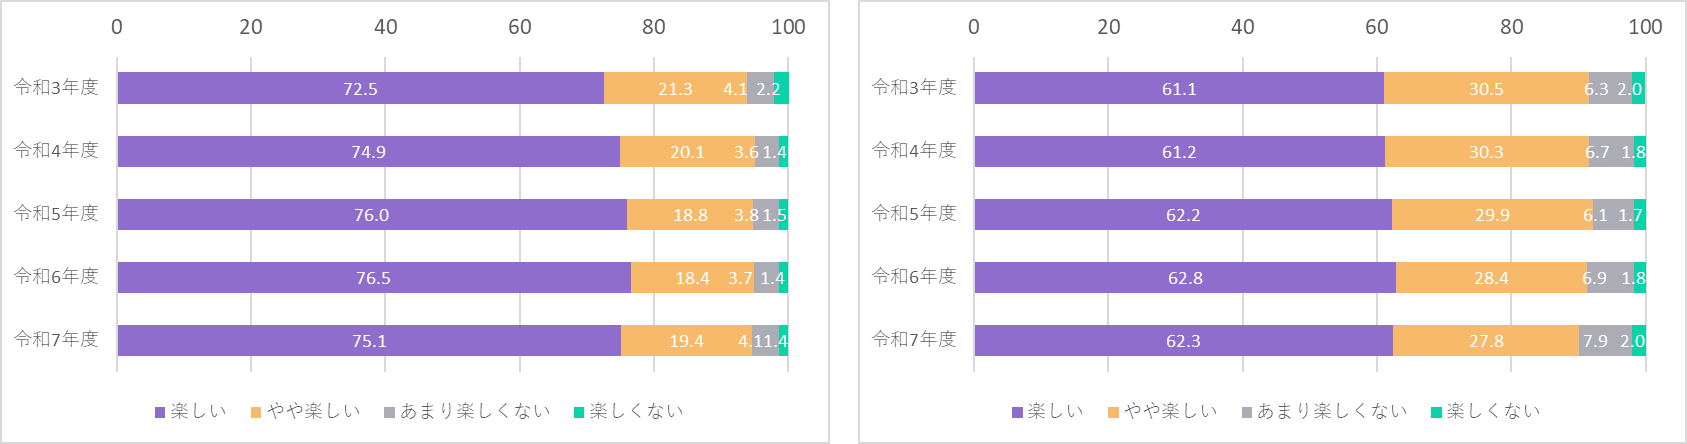 0 20 40 60 80 100
令和3年度 72.5 21.3 4.1 2.2
令和4年度 74.9 20.1 3.6 1.4
令和5年度 76.0 18.8 3.8 1.5
令和6年度 76.5 18.4 3.7 1.4
令和7年度 75.1 19.4 4.1 1.4
楽しい やや楽しい あまり楽しくない 楽しくない
0 20 40 60 80 100
令和3年度 61.1 30.5 6.3 2.0
令和4年度 61.2 30.3 6.7 1.8
令和5年度 62.2 29.9 6.1 1.7
令和6年度 62.8 28.4 6.9 1.8
令和7年度 62.3 27.8 7.9 2.0
楽しい やや楽しい あまり楽しくない 楽しくない